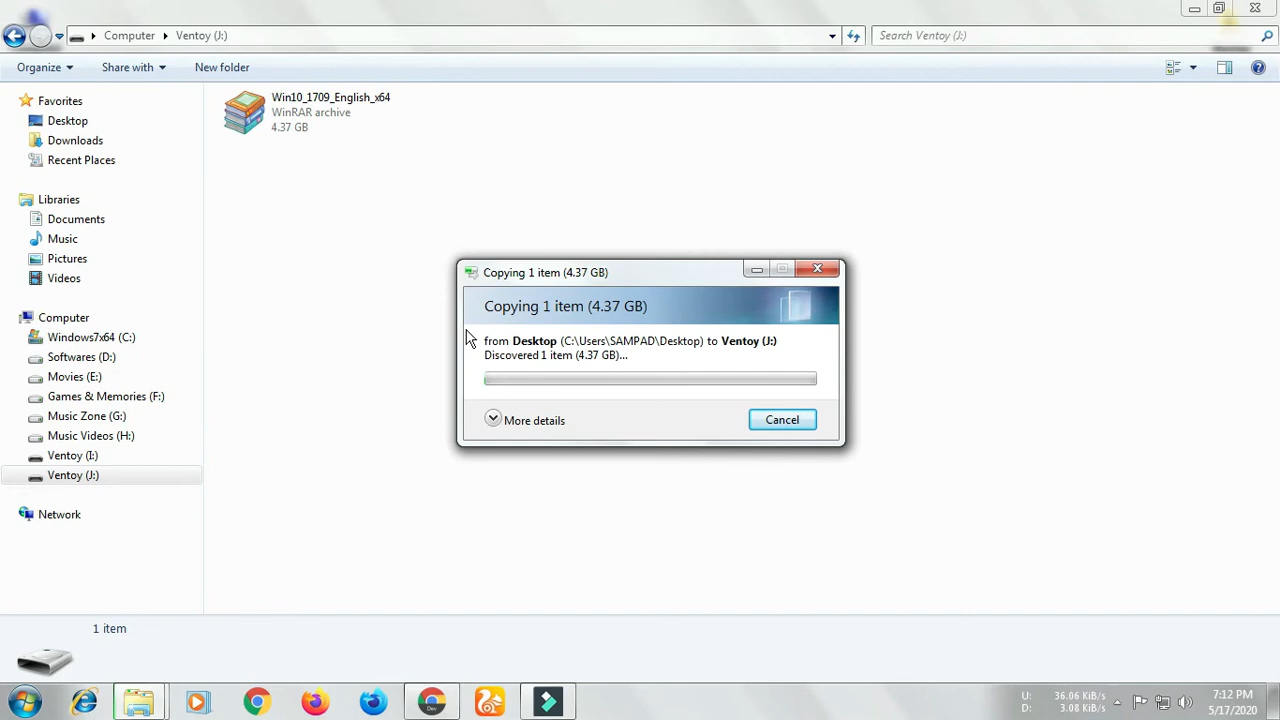 Computer
Ventoy (J:)
Search Ventoy (J:)
Organize
Share with
New folder
Favorites
Desktop
Downloads
Recent Places
Libraries
Documents
Music
Pictures
Videos
Computer
Windows7x64 (C:)
Softwares (D:)
Movies (E:)
Games & Memories (F:)
Music Zone (G:)
Music Videos (H:)
Ventoy (I:)
Ventoy (J:)
Network
Win10_1709_English_x64
WinRAR archive
4.37 GB
Copying 1 item (4.37 GB)
Copying 1 item (4.37 GB)
from Desktop (C:\Users\SAMPAD\Desktop) to Ventoy (J:)
Discovered 1 item (4.37 GB)...
More details
Cancel
1 item
Dev
U: 36.06 KiB/s
D: 3.08 KiB/s
7:12 PM
5/17/2020